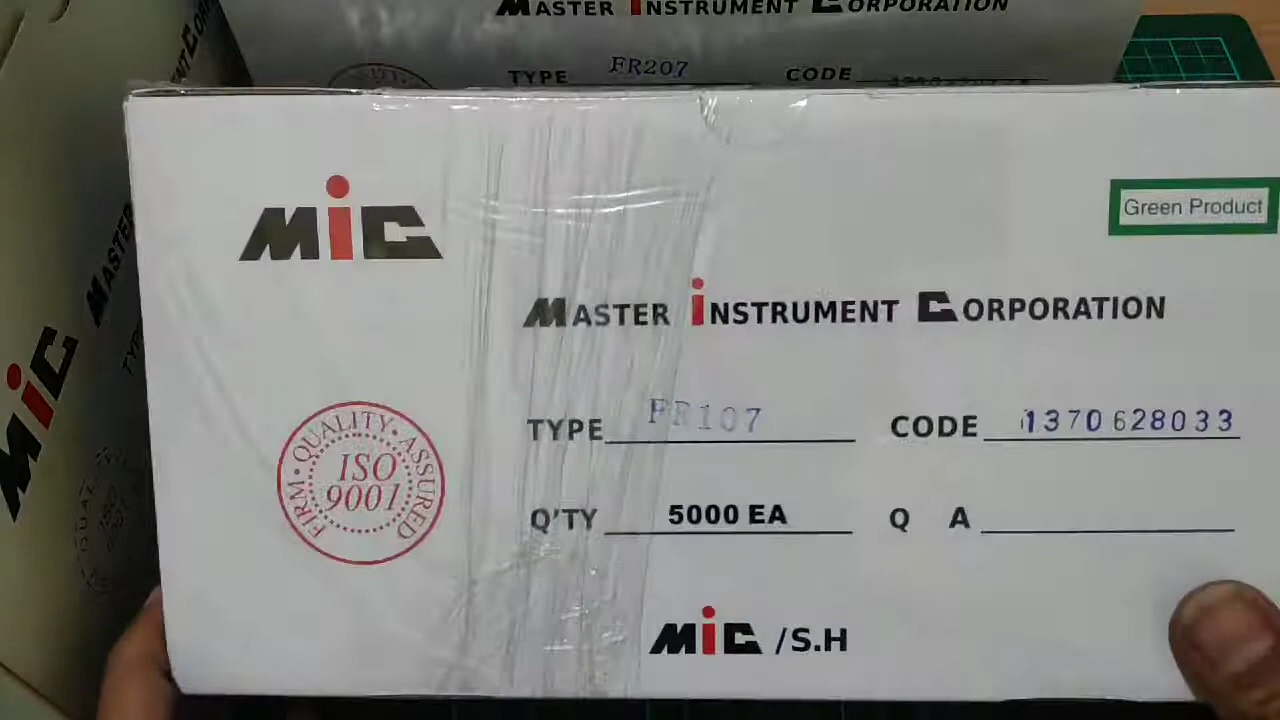 MASTER INSTRUMENT CORPORATION
TYPE FR207 CODE
MiC
Green Product
MASTER iNSTRUMENT CORPORATION
TYPE FR107 CODE 1370628033
FIRM · QUALITY · ASSURED
ISO
9001
Q'TY 5000 EA Q A
MiC /S.H
MASTER
MiC